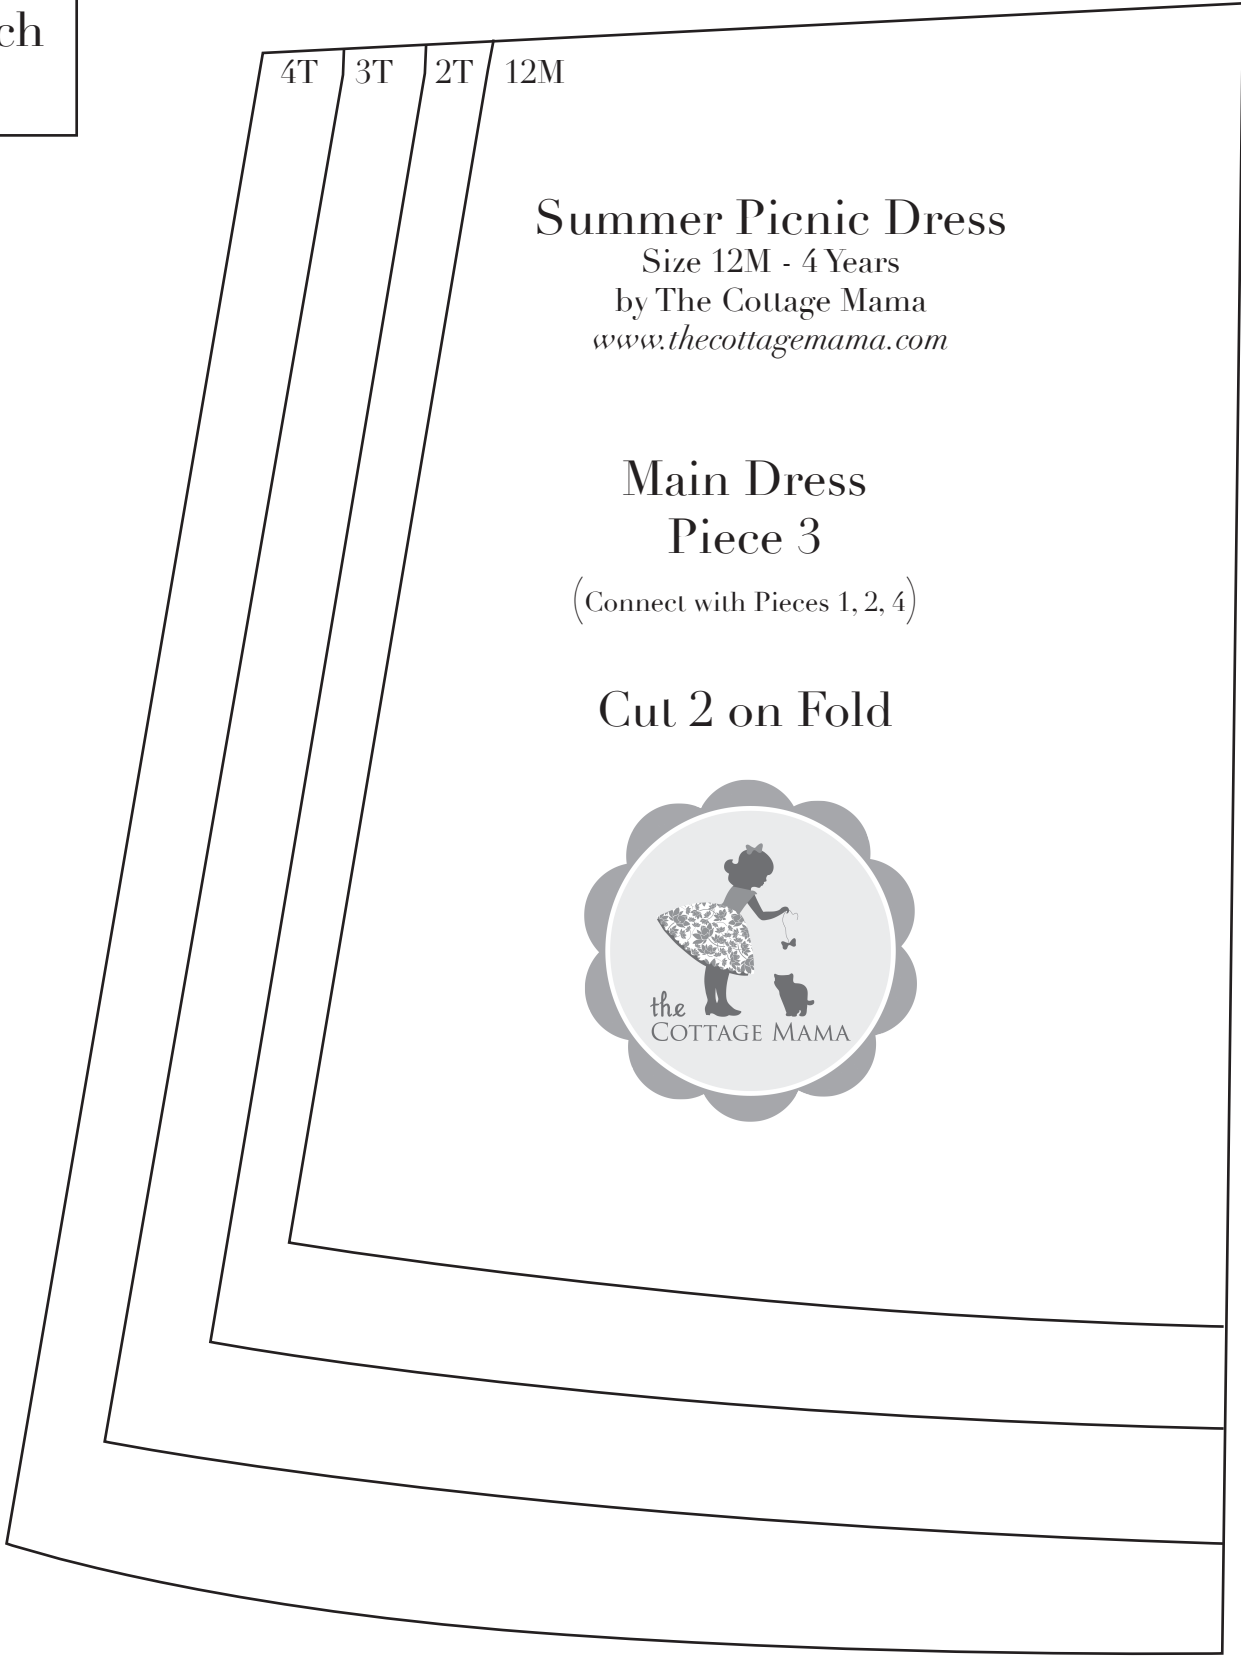 ch
4T 3T 2T 12M
Summer Picnic Dress
Size 12M - 4 Years
by The Cottage Mama
www.thecottagemama.com
Main Dress
Piece 3
(Connect with Pieces 1, 2, 4)
Cut 2 on Fold
the
COTTAGE MAMA